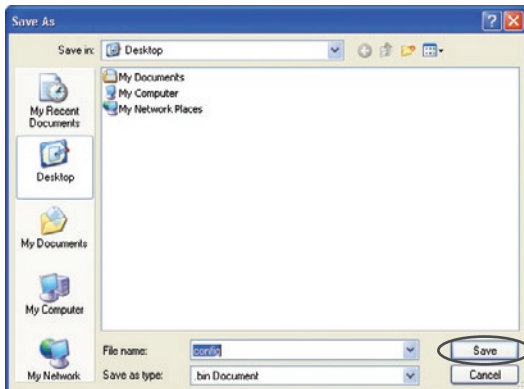 Save As
Save in: Desktop
My Documents
My Computer
My Network Places
My Recent
Documents
Desktop
My Documents
My Computer
My Network
File name: config
Save as type: .bin Document
Save
Cancel